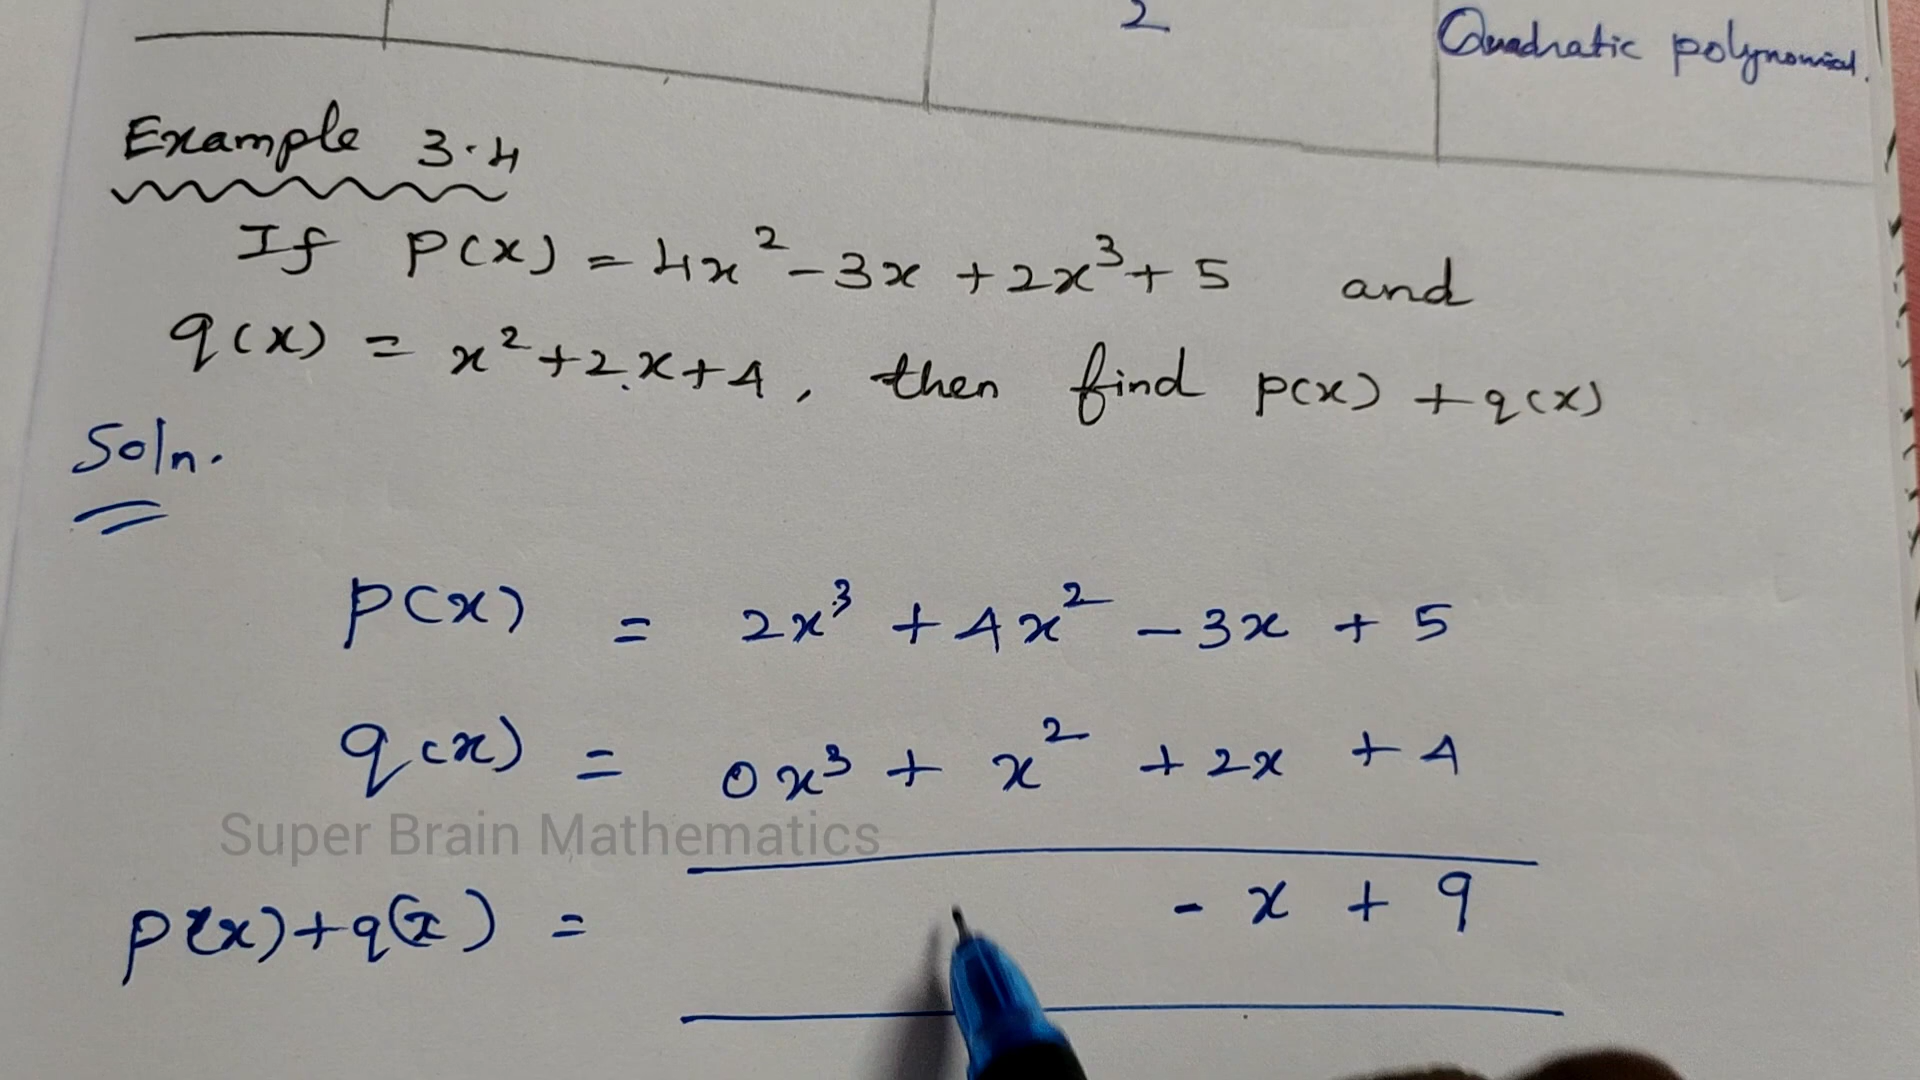 2 Quadratic polynomial.
Example 3.4
If p(x) = 4x² - 3x + 2x³ + 5 and
q(x) = x² + 2x + 4, then find p(x) + q(x)
Soln.
p(x) = 2x³ + 4x² - 3x + 5
q(x) = 0x³ + x² + 2x + 4
Super Brain Mathematics
p(x) + q(x) = - x + 9